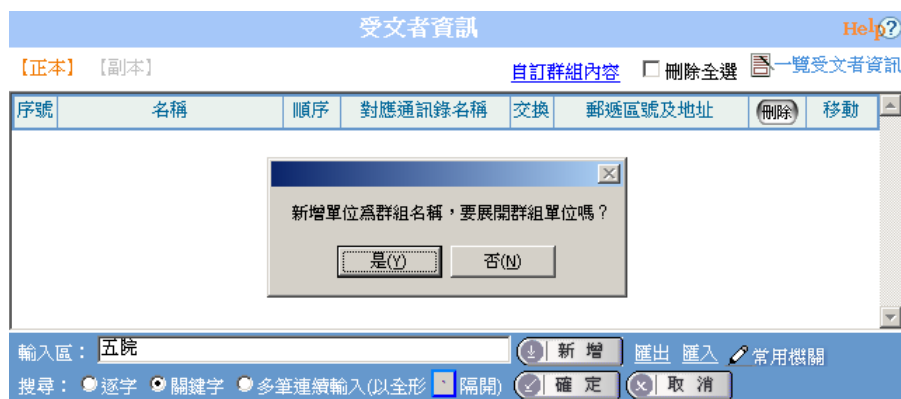 受文者資訊 Help?
【正本】 【副本】 自訂群組內容 刪除全選 一覽受文者資訊
序號 名稱 順序 對應通訊錄名稱 交換 郵遞區號及地址 刪除 移動
新增單位為群組名稱，要展開群組單位嗎？
是(Y) 否(N)
輸入區： 五院 新 增 匯出 匯入 常用機關
搜尋： 逐字 關鍵字 多筆連續輸入(以全形 、 隔開) 確 定 取 消